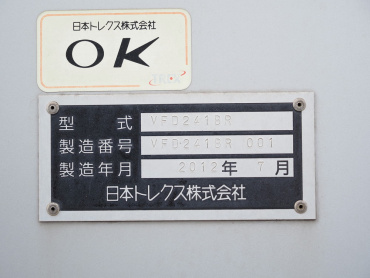 日本トレクス株式会社
OK
型式 VFD2418R
製造番号 VFD2418R 001
製造年月 2012年 7月
日本トレクス株式会社